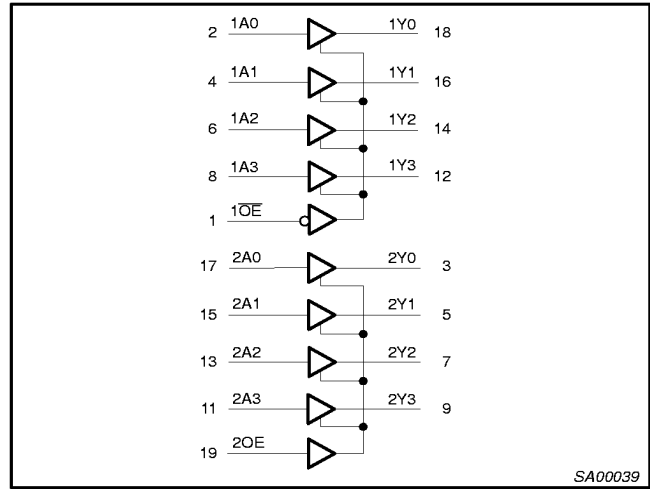 2 1A0 1Y0 18
4 1A1 1Y1 16
6 1A2 1Y2 14
8 1A3 1Y3 12
1 1O̅E̅
17 2A0 2Y0 3
15 2A1 2Y1 5
13 2A2 2Y2 7
11 2A3 2Y3 9
19 2OE
SA00039